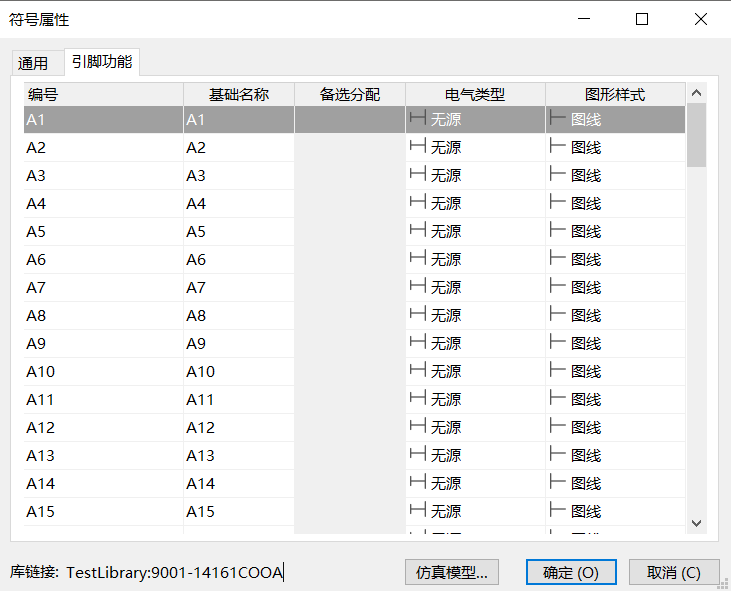 符号属性
通用 引脚功能
编号 基础名称 备选分配 电气类型 图形样式
A1 A1 无源 图线
A2 A2 无源 图线
A3 A3 无源 图线
A4 A4 无源 图线
A5 A5 无源 图线
A6 A6 无源 图线
A7 A7 无源 图线
A8 A8 无源 图线
A9 A9 无源 图线
A10 A10 无源 图线
A11 A11 无源 图线
A12 A12 无源 图线
A13 A13 无源 图线
A14 A14 无源 图线
A15 A15 无源 图线
库链接: TestLibrary:9001-14161COOA 仿真模型... 确定 (O) 取消 (C)